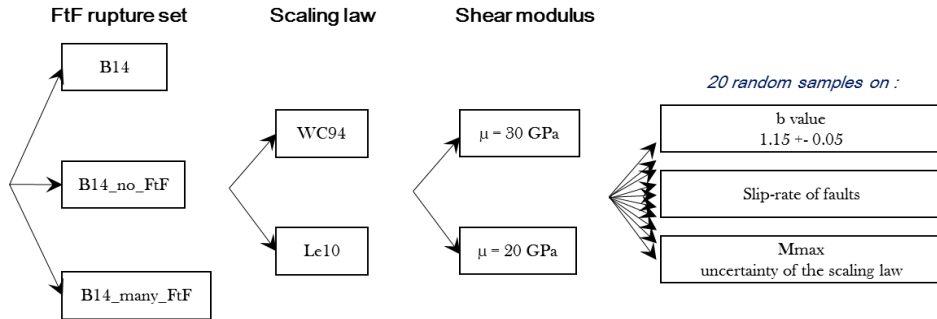 FtF rupture set
Scaling law
Shear modulus
B14
B14_no_FtF
B14_many_FtF
WC94
Le10
μ = 30 GPa
μ = 20 GPa
20 random samples on :
b value
1.15 +- 0.05
Slip-rate of faults
Mmax
uncertainty of the scaling law